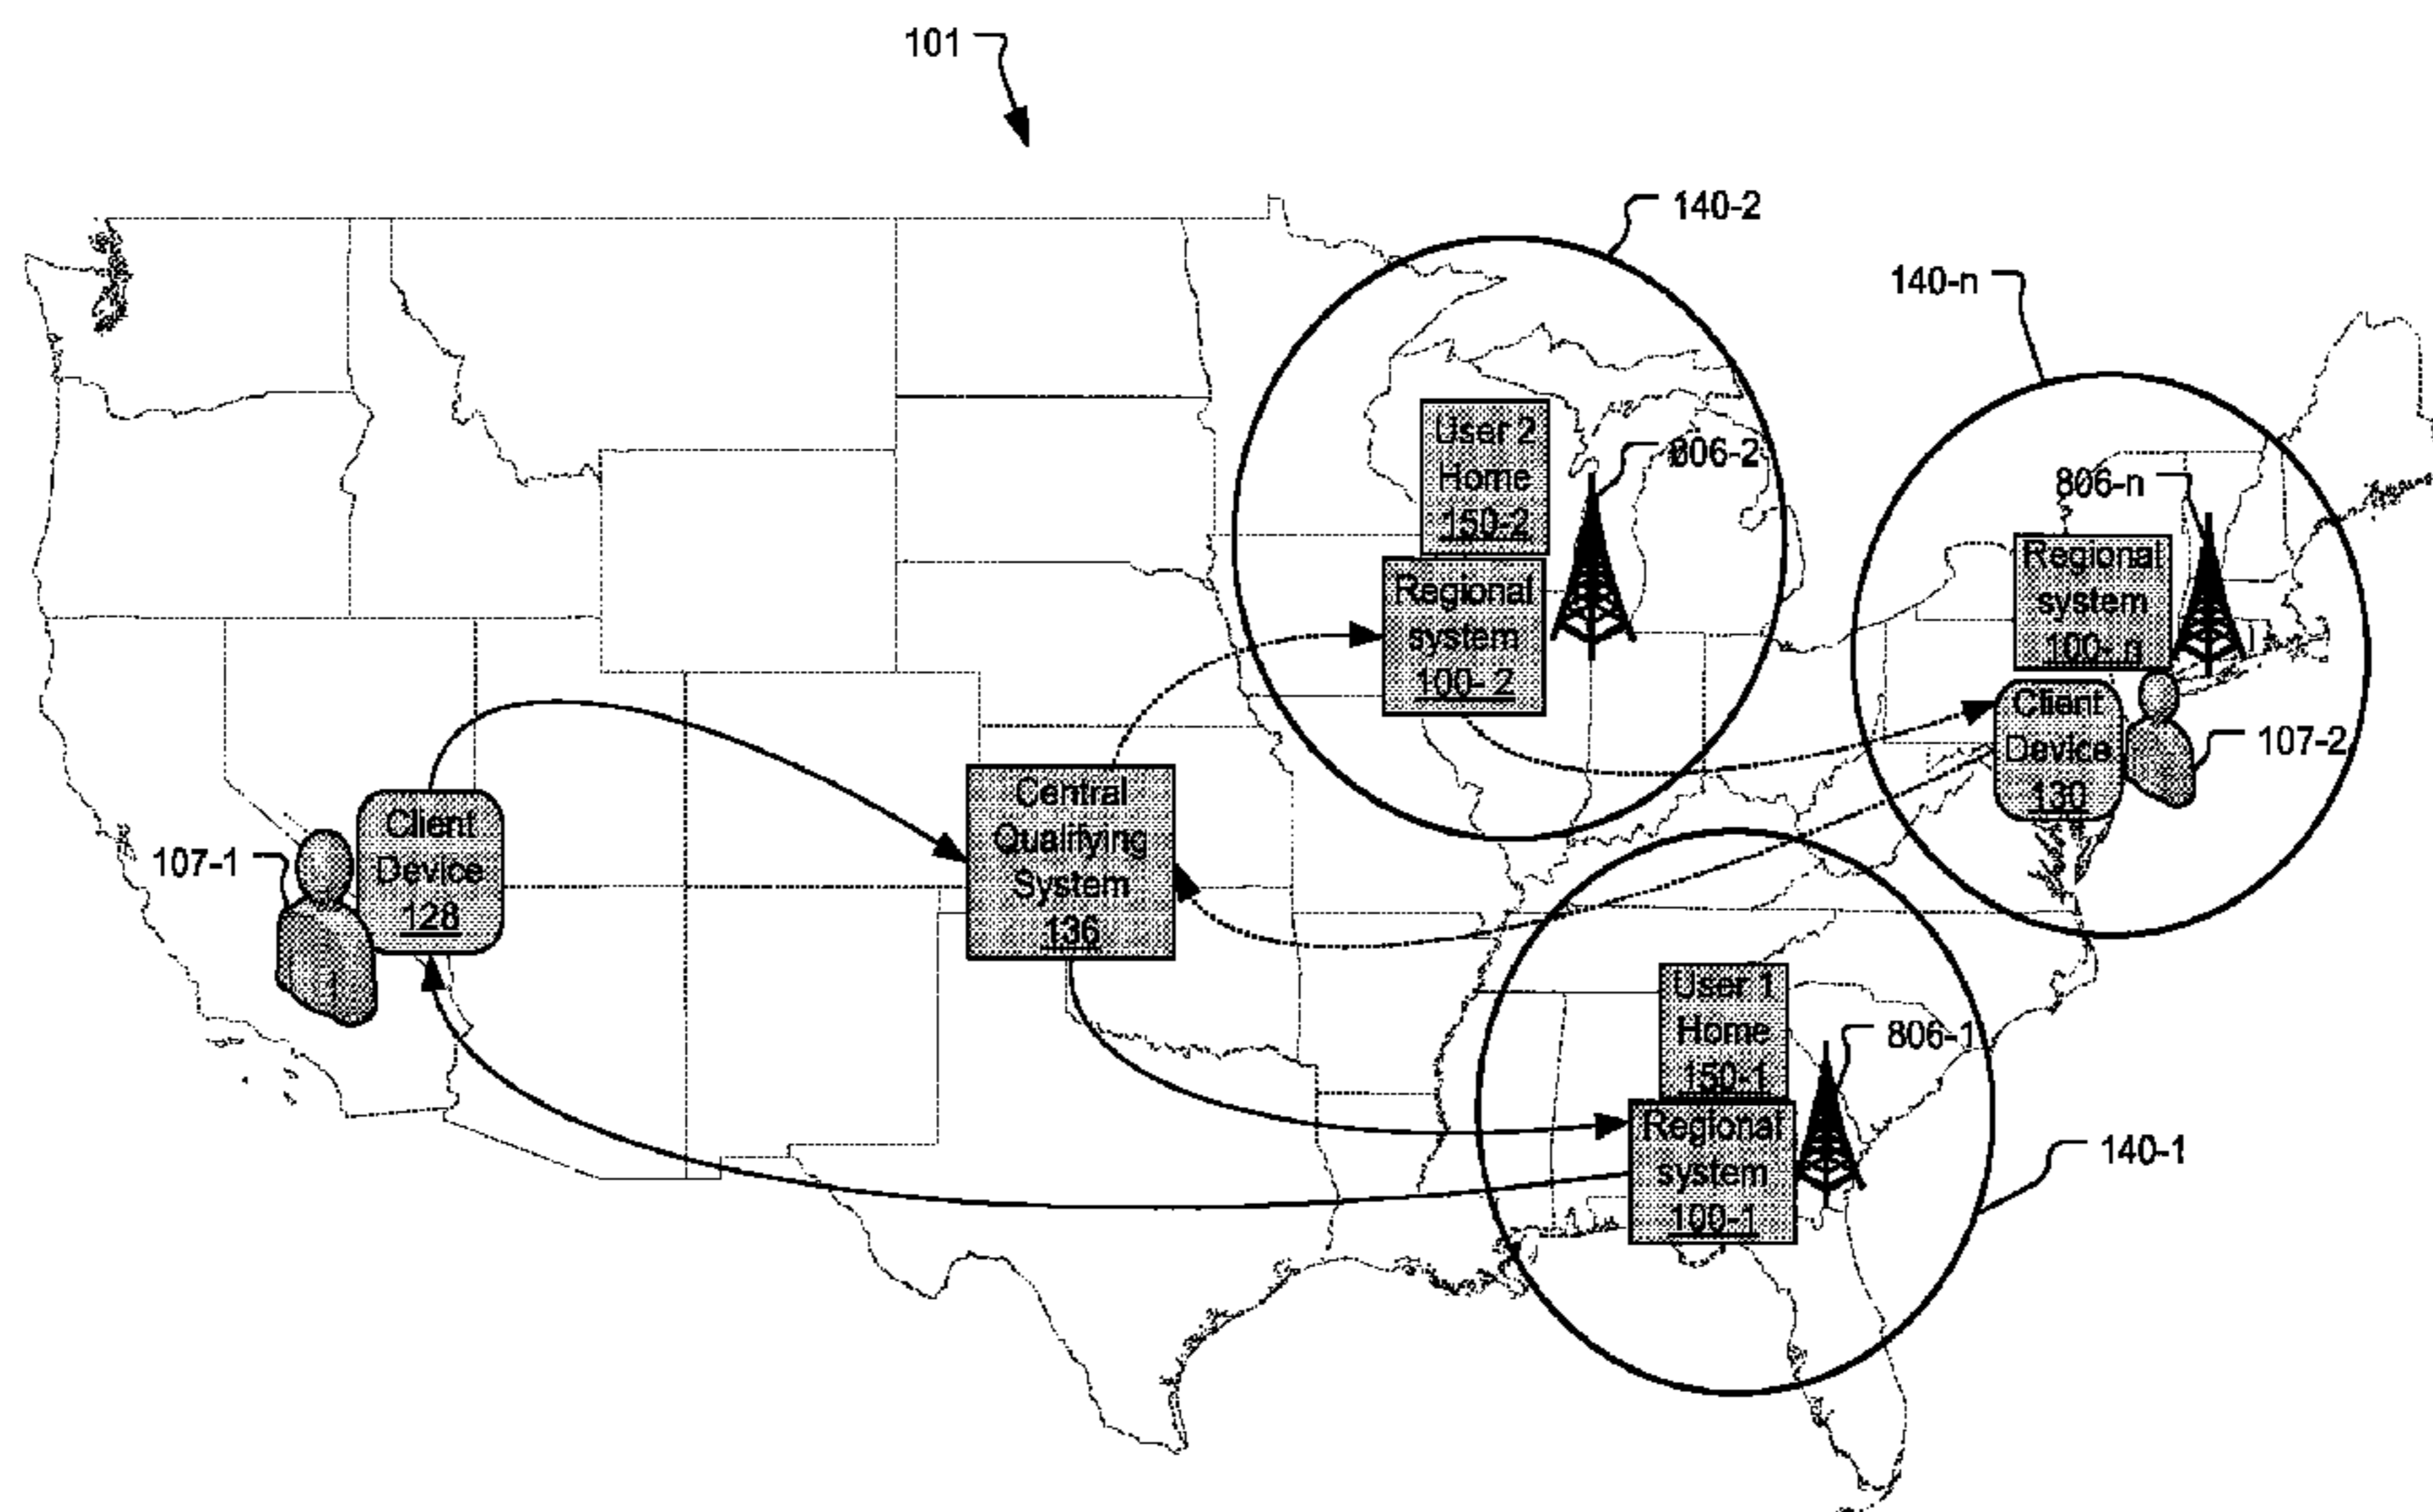 101
140-2
140-n
User 2
Home
150-2
806-2
806-n
Regional
system
100-2
Regional
system
100-n
Client
Device
130
107-2
Central
Qualifying
System
136
Client
Device
128
107-1
1
User 1
Home
150-1
806-1
Regional
system
100-1
140-1